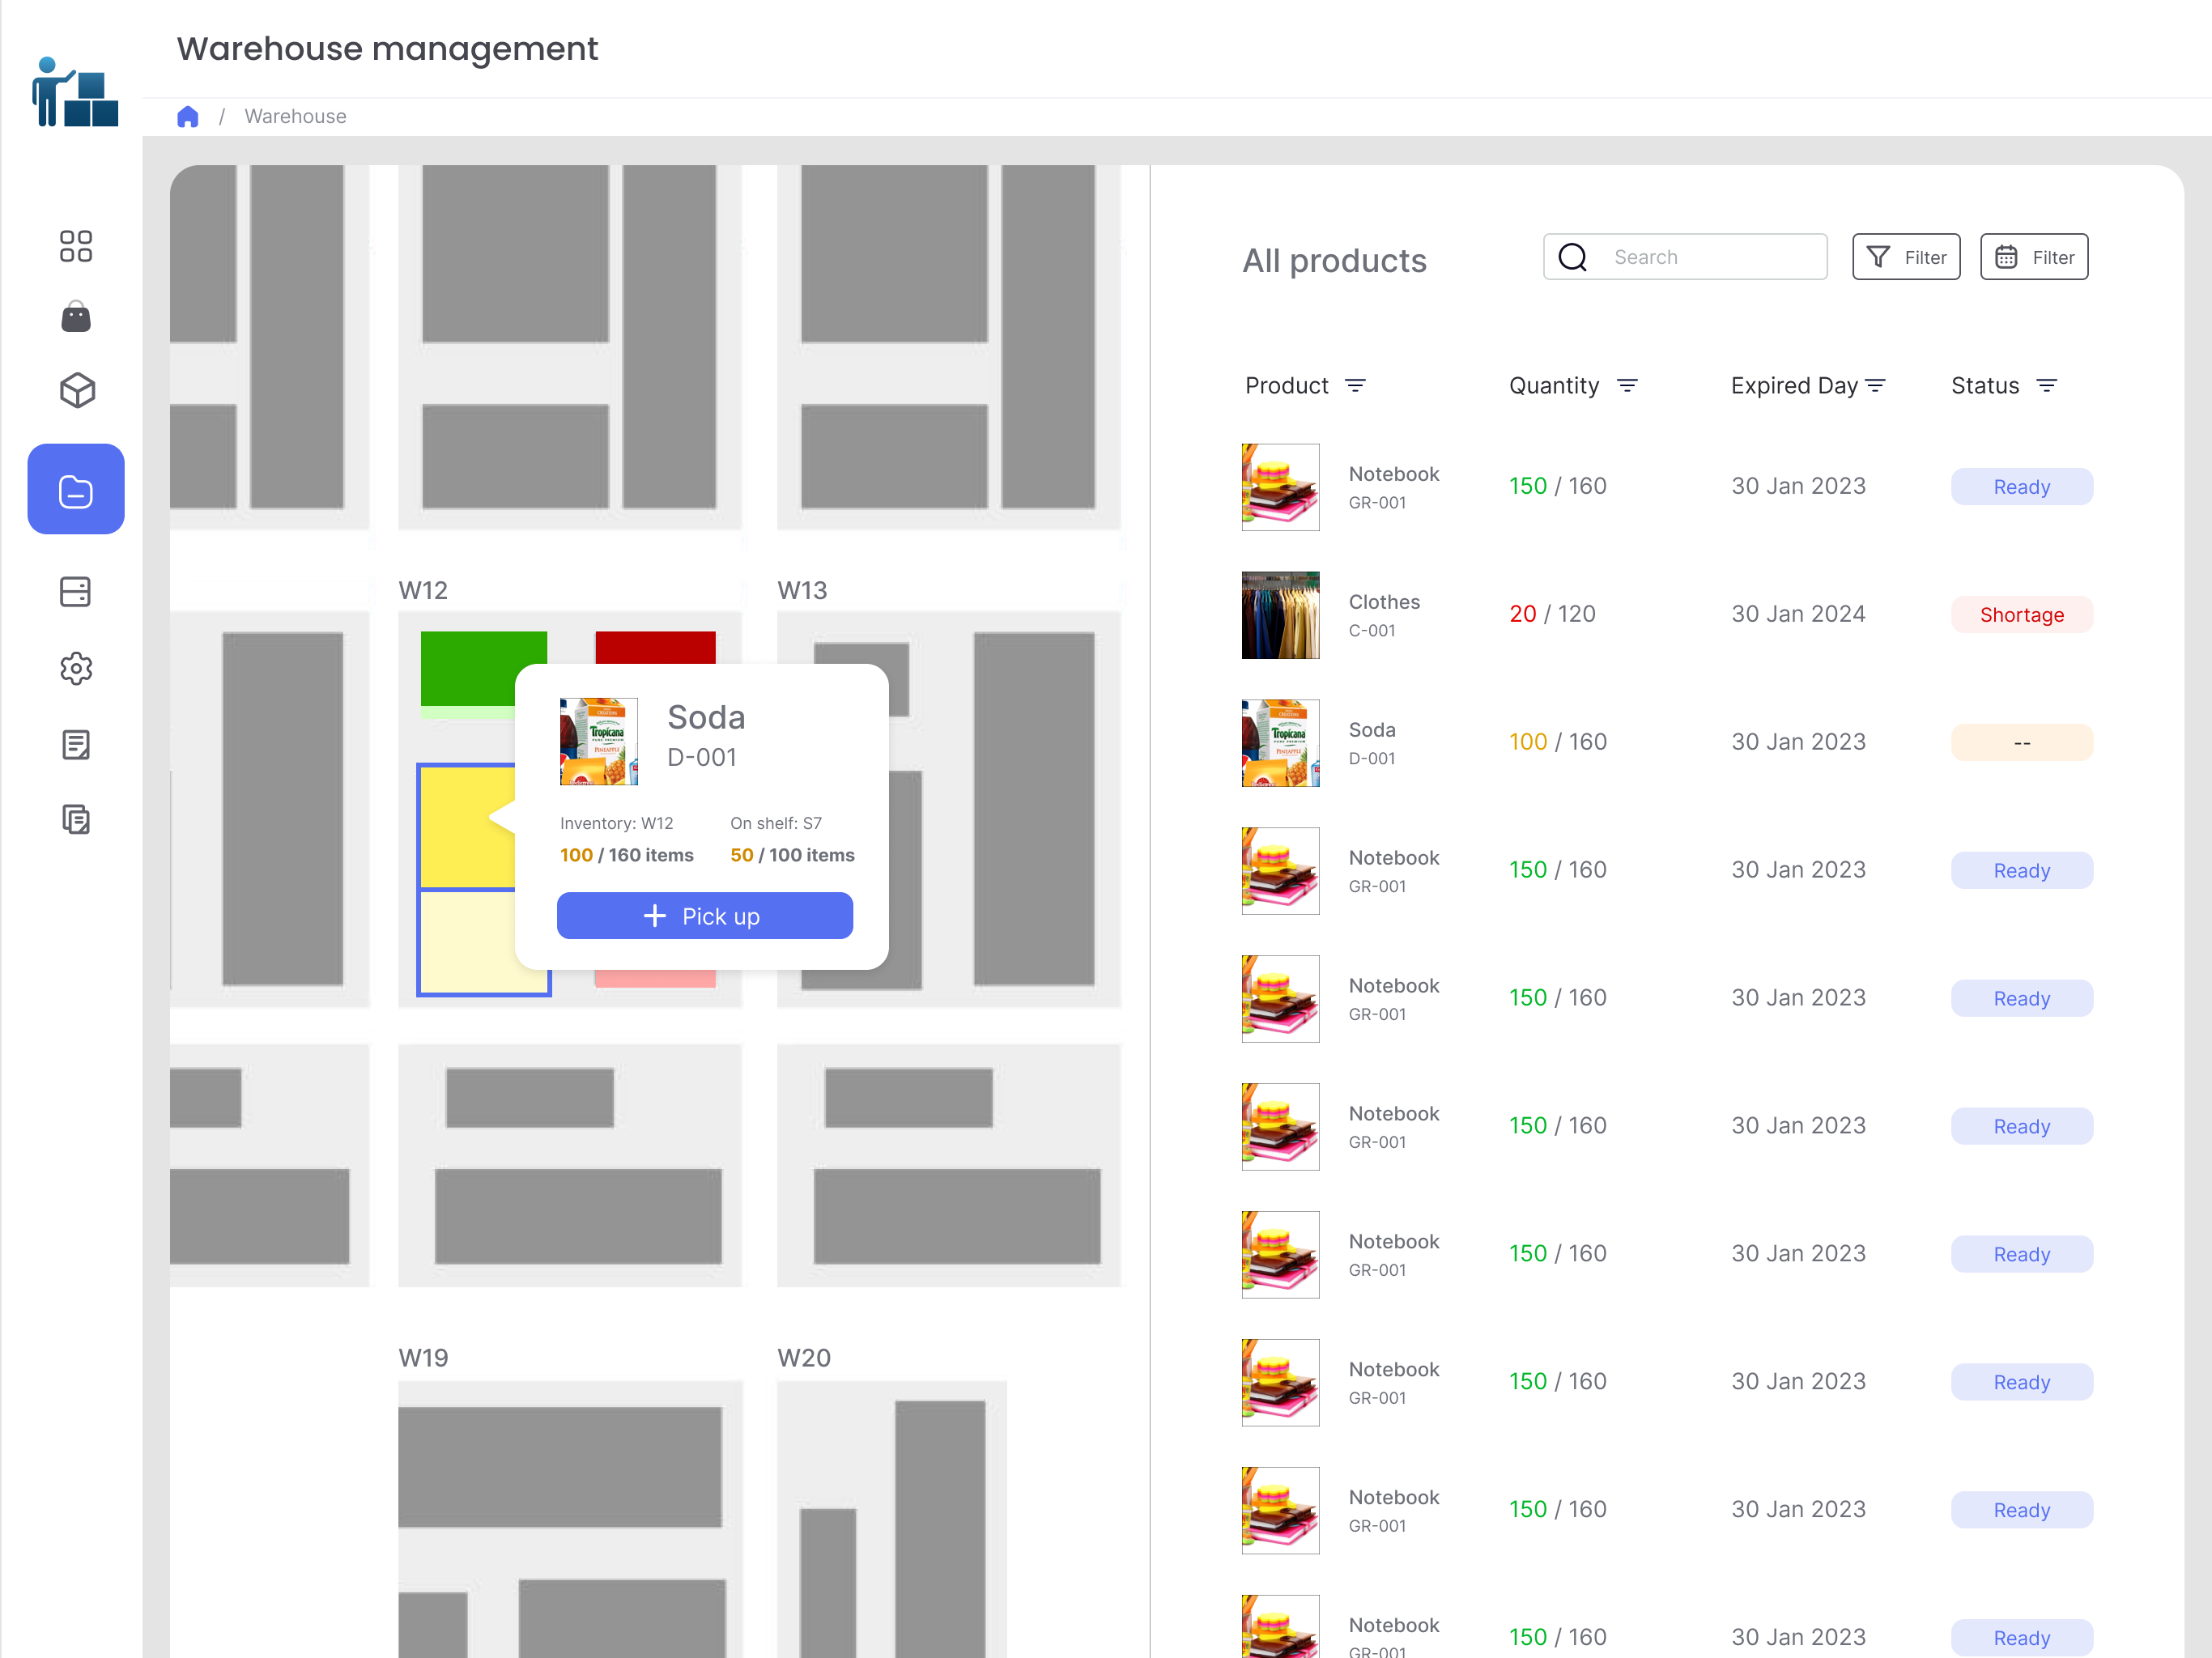 Warehouse management
/ Warehouse
W12
W13
Soda
D-001
Tropicana
PURE PREMIUM
PINEAPPLE
Inventory: W12
On shelf: S7
100 / 160 items
50 / 100 items
+ Pick up
W19
W20
All products
Search
Filter
Filter
Product
Quantity
Expired Day
Status
Notebook
GR-001
150 / 160
30 Jan 2023
Ready
Clothes
C-001
20 / 120
30 Jan 2024
Shortage
Tropicana
PINEAPPLE
Soda
D-001
100 / 160
30 Jan 2023
--
Notebook
GR-001
150 / 160
30 Jan 2023
Ready
Notebook
GR-001
150 / 160
30 Jan 2023
Ready
Notebook
GR-001
150 / 160
30 Jan 2023
Ready
Notebook
GR-001
150 / 160
30 Jan 2023
Ready
Notebook
GR-001
150 / 160
30 Jan 2023
Ready
Notebook
GR-001
150 / 160
30 Jan 2023
Ready
Notebook
GR-001
150 / 160
30 Jan 2023
Ready